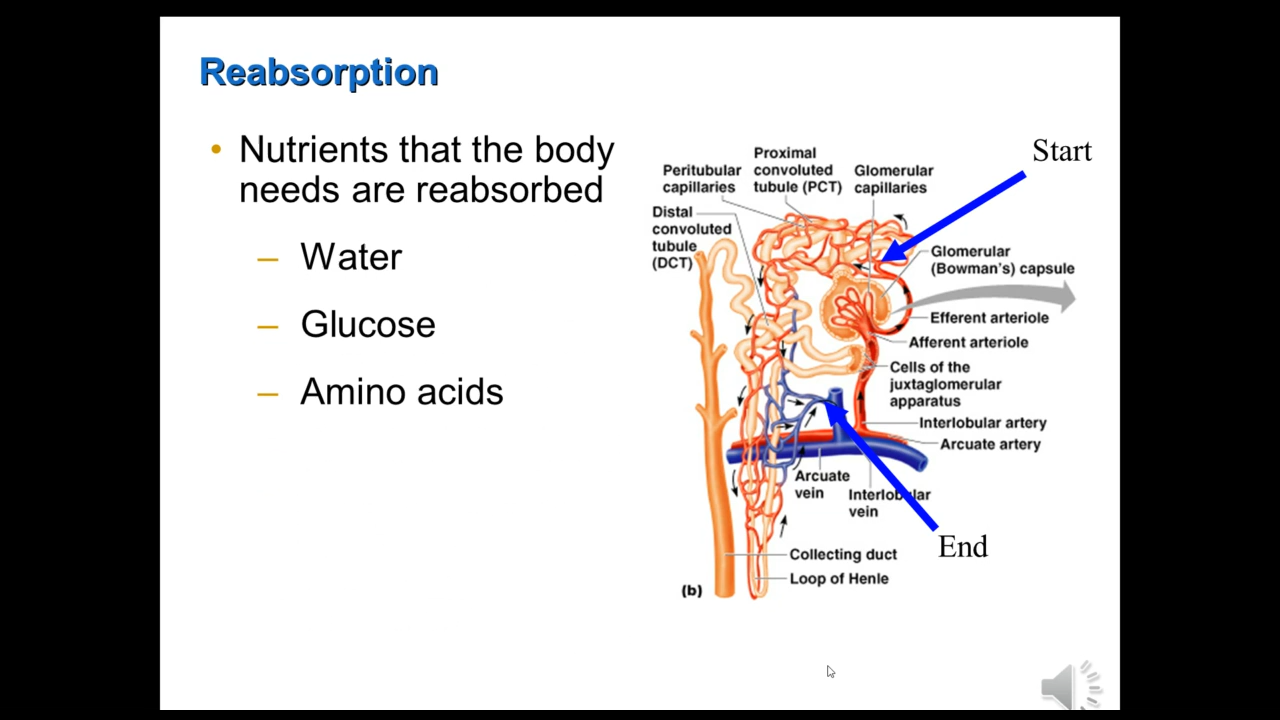 Reabsorption
• Nutrients that the body
needs are reabsorbed
– Water
– Glucose
– Amino acids
Start
Proximal
convoluted
tubule (PCT)
Peritubular
capillaries
Glomerular
capillaries
Distal
convoluted
tubule
(DCT)
Glomerular
(Bowman's) capsule
Efferent arteriole
Afferent arteriole
Cells of the
juxtaglomerular
apparatus
Interlobular artery
Arcuate artery
Arcuate
vein
Interlobular
vein
End
Collecting duct
Loop of Henle
(b)